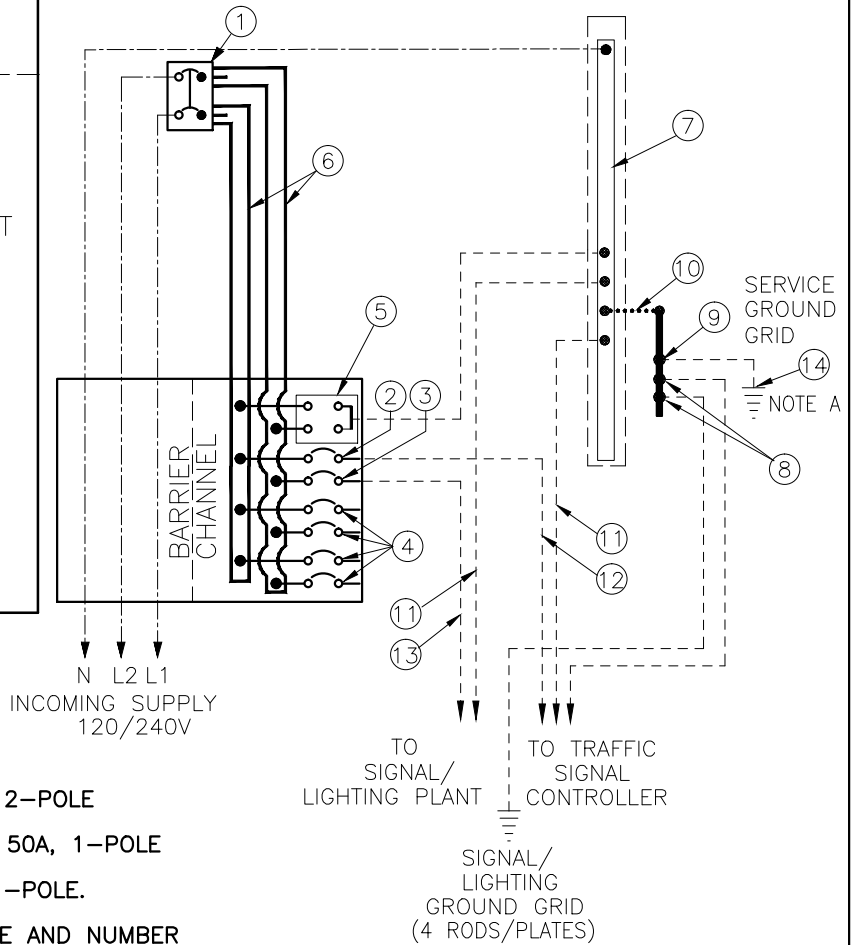 1
7
T
6
10
SERVICE
GROUND
GRID
9
5
14
2
3
NOTE A
8
BARRIER
CHANNEL
4
11
12
11
13
N L2 L1
INCOMING SUPPLY
120/240V
TO
SIGNAL/
LIGHTING PLANT
TO TRAFFIC
SIGNAL
CONTROLLER
2-POLE
50A, 1-POLE
-POLE.
E AND NUMBER
SIGNAL/
LIGHTING
GROUND GRID
(4 RODS/PLATES)